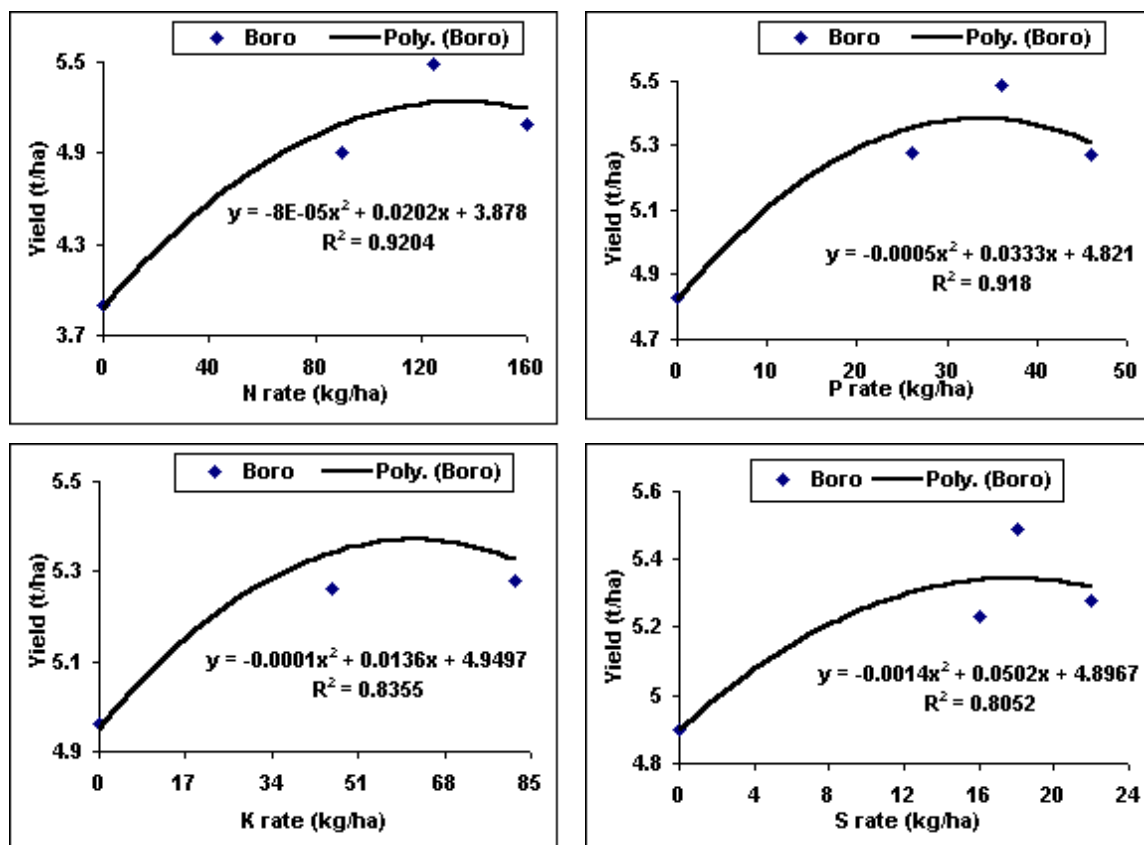 Boro Poly. (Boro)
5.5
4.9
4.3
3.7
Yield (t/ha)
y = -8E-05x² + 0.0202x + 3.878
R² = 0.9204
0 40 80 120 160
N rate (kg/ha)
Boro Poly. (Boro)
5.5
5.3
5.1
4.9
4.7
Yield (t/ha)
y = -0.0005x² + 0.0333x + 4.821
R² = 0.918
0 10 20 30 40 50
P rate (kg/ha)
Boro Poly. (Boro)
5.5
5.3
5.1
4.9
Yield (t/ha)
y = -0.0001x² + 0.0136x + 4.9497
R² = 0.8355
0 17 34 51 68 85
K rate (kg/ha)
Boro Poly. (Boro)
5.6
5.4
5.2
5
4.8
Yield (t/ha)
y = -0.0014x² + 0.0502x + 4.8967
R² = 0.8052
0 4 8 12 16 20 24
S rate (kg/ha)